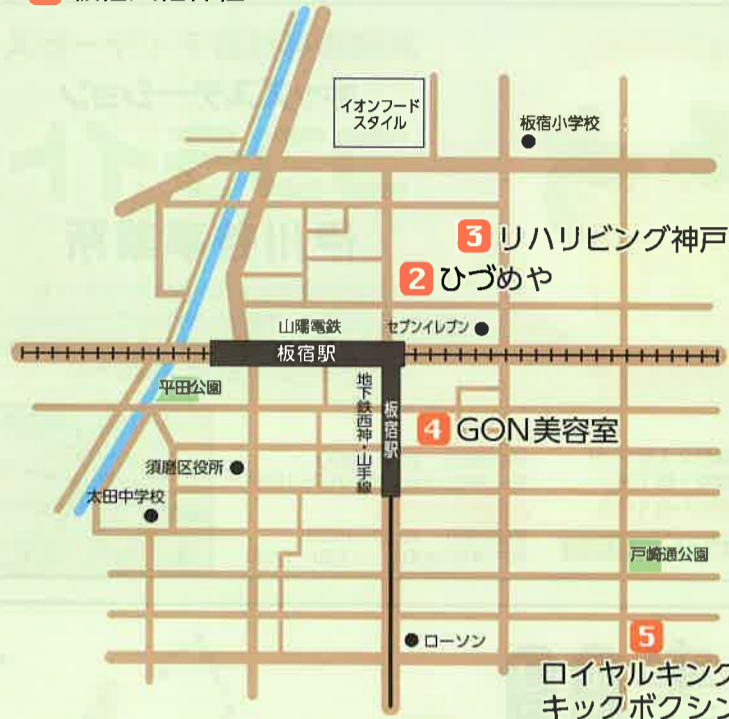 イオンフード
スタイル
板宿小学校
3 リハリビング神戸
2 ひづめや
山陽電鉄
セブンイレブン
板宿駅
平田公園
地下鉄西神・山手線
板宿駅
4 GON美容室
須磨区役所
太田中学校
戸崎通公園
ローソン
5
ロイヤルキング
キックボクシン